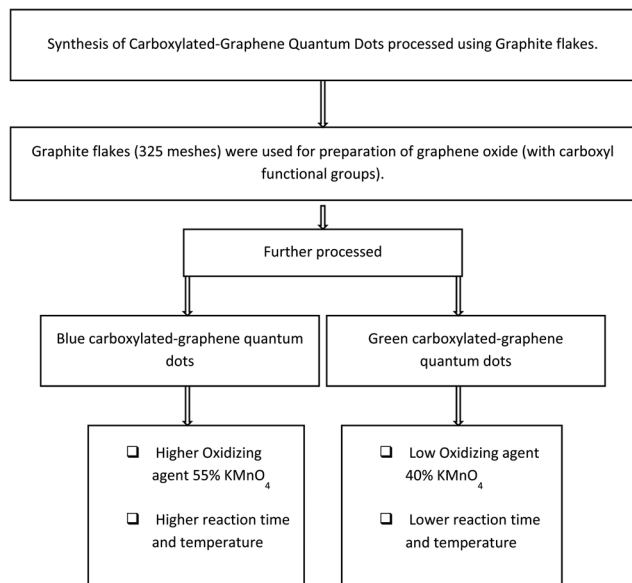 Synthesis of Carboxylated-Graphene Quantum Dots processed using Graphite flakes.
Graphite flakes (325 meshes) were used for preparation of graphene oxide (with carboxyl
functional groups).
Further processed
Blue carboxylated-graphene quantum
dots
Green carboxylated-graphene
quantum dots
❑ Higher Oxidizing
agent 55% KMnO₄
❑ Higher reaction time
and temperature
❑ Low Oxidizing agent
40% KMnO₄
❑ Lower reaction time
and temperature